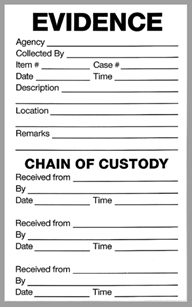 EVIDENCE
Agency
Collected By
Item # Case #
Date Time
Description
Location
Remarks
CHAIN OF CUSTODY
Received from
By
Date Time
Received from
By
Date Time
Received from
By
Date Time